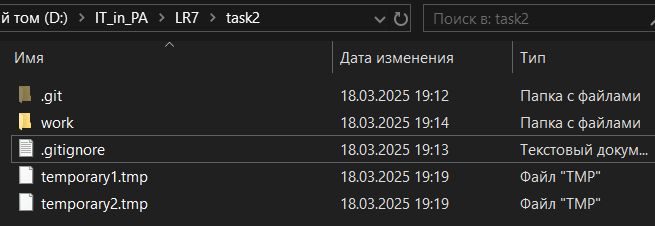 й том (D:) > IT_in_PA > LR7 > task2 Поиск в: task2
Имя Дата изменения Тип
.git 18.03.2025 19:12 Папка с файлами
work 18.03.2025 19:14 Папка с файлами
.gitignore 18.03.2025 19:13 Текстовый докум...
temporary1.tmp 18.03.2025 19:19 Файл "TMP"
temporary2.tmp 18.03.2025 19:19 Файл "TMP"